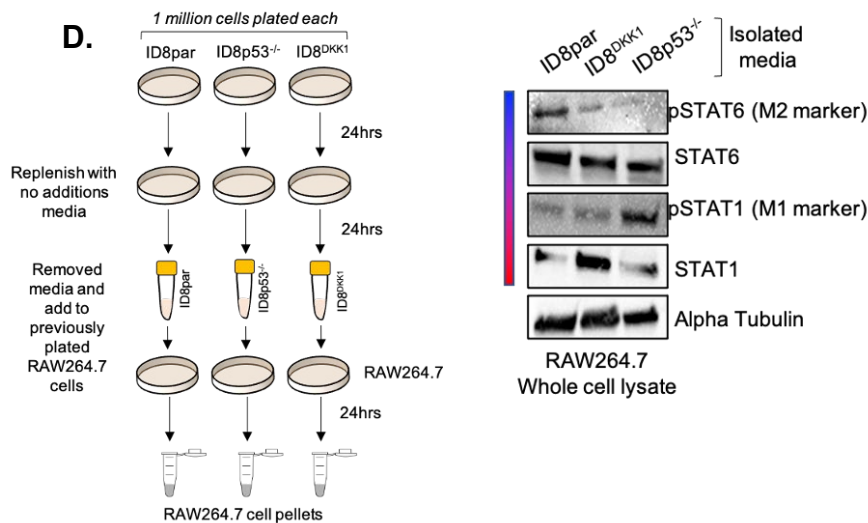 D.
1 million cells plated each
ID8par ID8p53-/- ID8DKK1
24hrs
Replenish with
no additions
media
24hrs
Removed
media and
add to
previously
plated
RAW264.7
cells
ID8par
ID8p53-/-
ID8DKK1
RAW264.7
24hrs
RAW264.7 cell pellets
ID8par
ID8DKK1
ID8p53-/-
Isolated
media
pSTAT6 (M2 marker)
STAT6
pSTAT1 (M1 marker)
STAT1
Alpha Tubulin
RAW264.7
Whole cell lysate